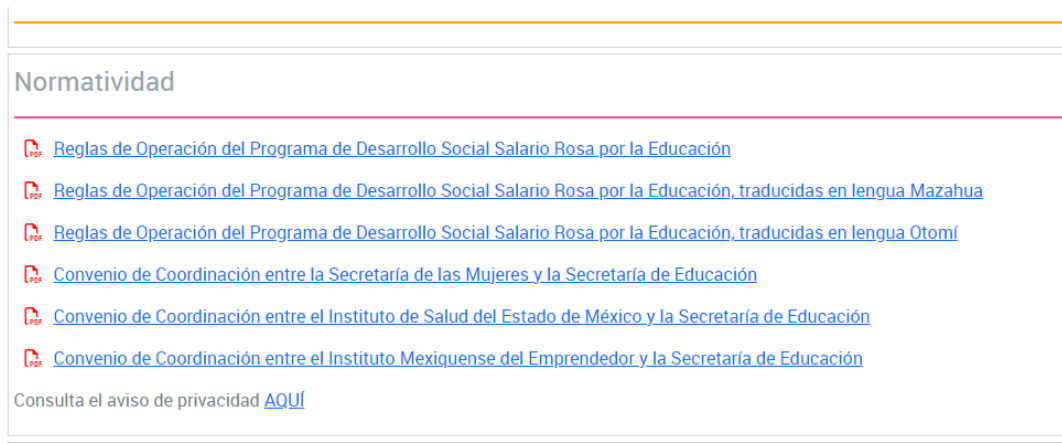 Normatividad
Reglas de Operación del Programa de Desarrollo Social Salario Rosa por la Educación
Reglas de Operación del Programa de Desarrollo Social Salario Rosa por la Educación, traducidas en lengua Mazahua
Reglas de Operación del Programa de Desarrollo Social Salario Rosa por la Educación, traducidas en lengua Otomí
Convenio de Coordinación entre la Secretaría de las Mujeres y la Secretaría de Educación
Convenio de Coordinación entre el Instituto de Salud del Estado de México y la Secretaría de Educación
Convenio de Coordinación entre el Instituto Mexiquense del Emprendedor y la Secretaría de Educación
Consulta el aviso de privacidad AQUÍ